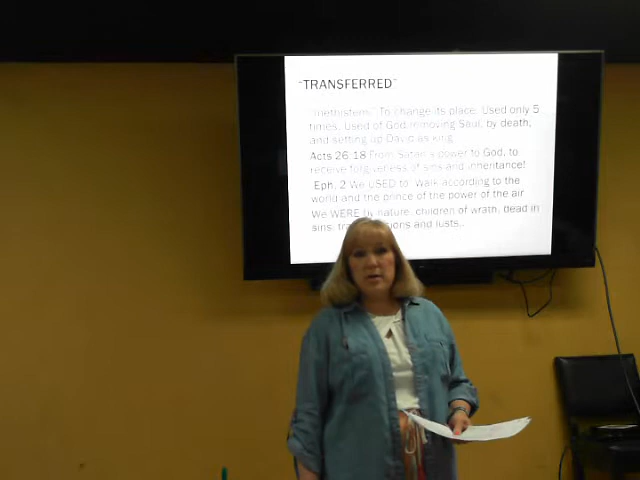 "TRANSFERRED"
"methistemi" To change its place. Used only 5
times. Used of God removing Saul, by death,
and setting up David as king
Acts 26:18 From Satan's power to God, to
receive forgiveness of sins and inheritance!
Eph. 2 We USED to walk according to the
world and the prince of the power of the air
We WERE by nature, children of wrath, dead in
sins, and lusts..